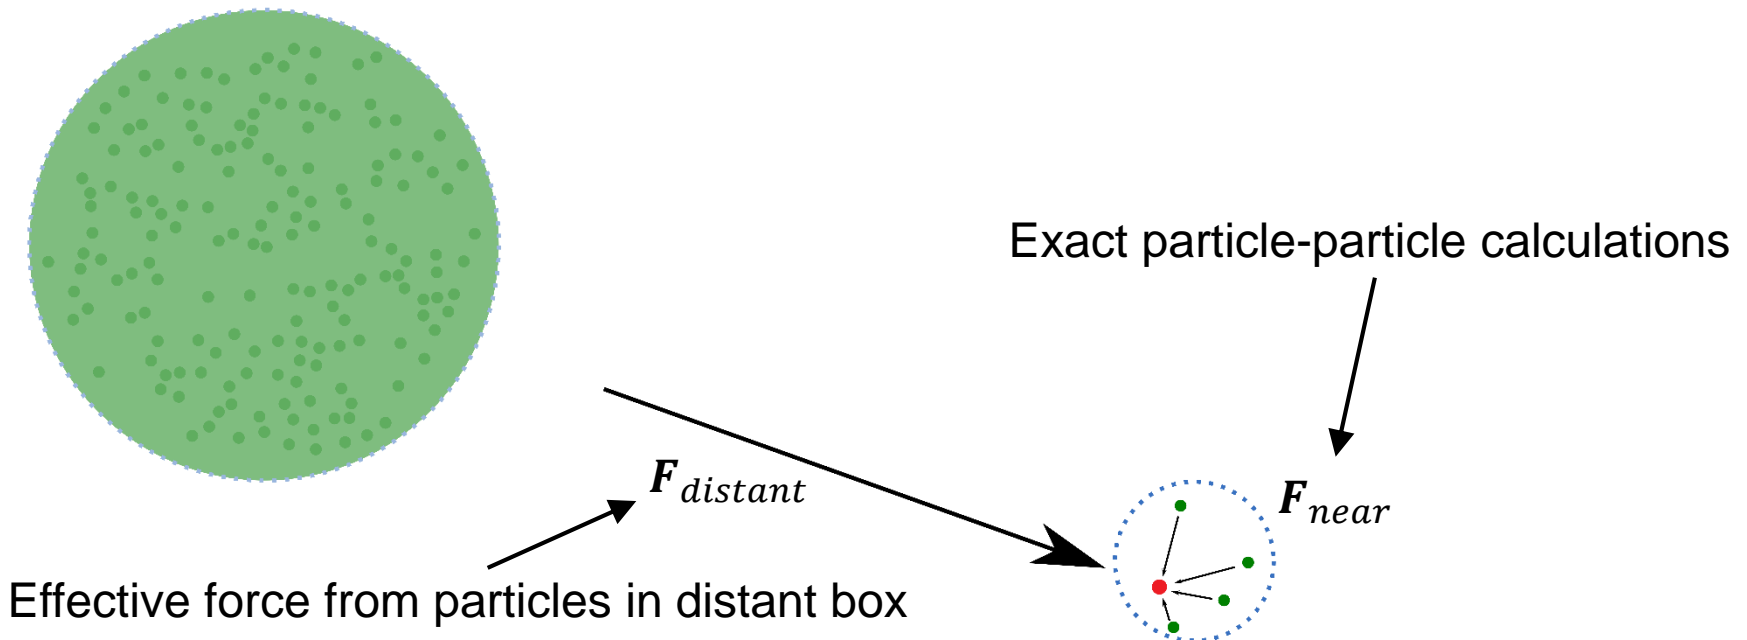 Exact particle-particle calculations
F_distant
F_near
Effective force from particles in distant box